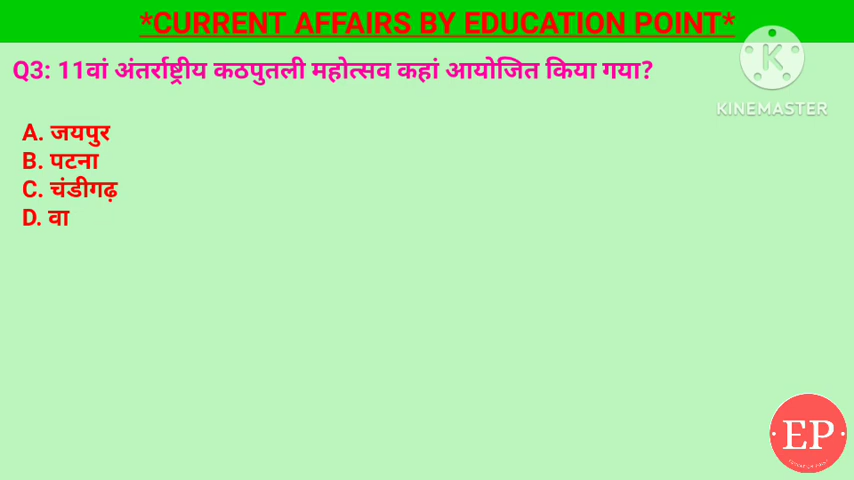 *CURRENT AFFAIRS BY EDUCATION POINT*
Q3: 11वां अंतर्राष्ट्रीय कठपुतली महोत्सव कहां आयोजित किया गया?
K
KINEMASTER
A. जयपुर
B. पटना
C. चंडीगढ़
D. वा
EP